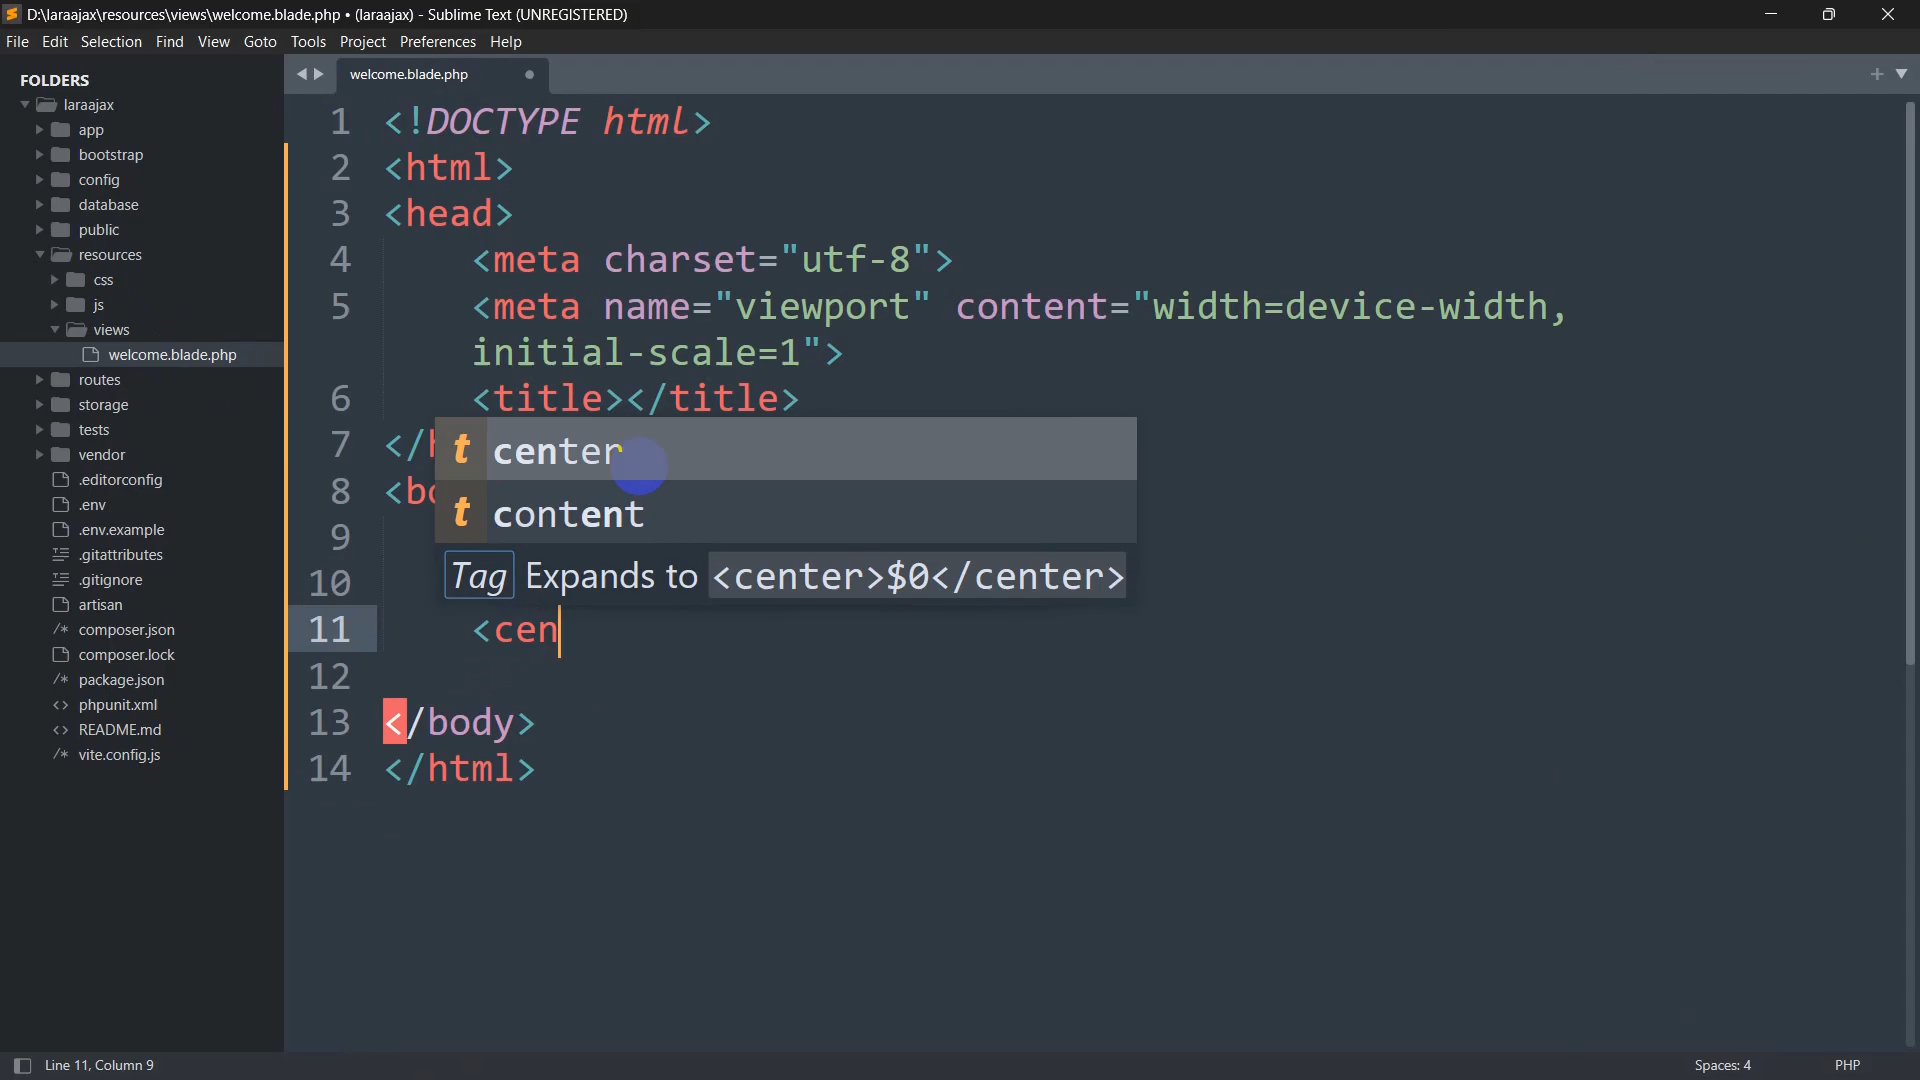 D:\laraajax\resources\views\welcome.blade.php • (laraajax) - Sublime Text (UNREGISTERED)
File Edit Selection Find View Goto Tools Project Preferences Help
FOLDERS
laraajax
app
bootstrap
config
database
public
resources
css
js
views
welcome.blade.php
routes
storage
tests
vendor
.editorconfig
.env
.env.example
.gitattributes
.gitignore
artisan
/* composer.json
composer.lock
/* package.json
<> phpunit.xml
<> README.md
/* vite.config.js
welcome.blade.php
1 <!DOCTYPE html>
2 <html>
3 <head>
4 <meta charset="utf-8">
5 <meta name="viewport" content="width=device-width,
initial-scale=1">
6 <title></title>
7 </h
8 <bo
9
10
11 <cen
12
13 </body>
14 </html>
t center
t content
Tag Expands to <center>$0</center>
Line 11, Column 9
Spaces: 4
PHP